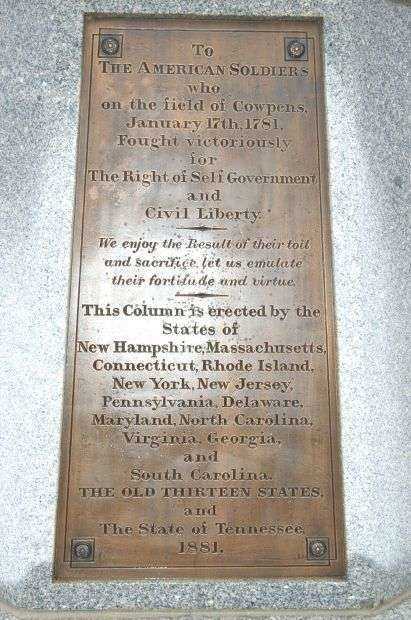 To
The American Soldiers
who
on the field of Cowpens,
January 17th, 1781,
Fought victoriously
for
The Right of Self Government
and
Civil Liberty.
We enjoy the Result of their toil
and sacrifice, let us emulate
their fortitude and virtue.
This Column is erected by the
States of
New Hampshire, Massachusetts,
Connecticut, Rhode Island,
New York, New Jersey,
Pennsylvania, Delaware,
Maryland, North Carolina,
Virginia, Georgia,
and
South Carolina.
THE OLD THIRTEEN STATES,
and
The State of Tennessee,
1881.